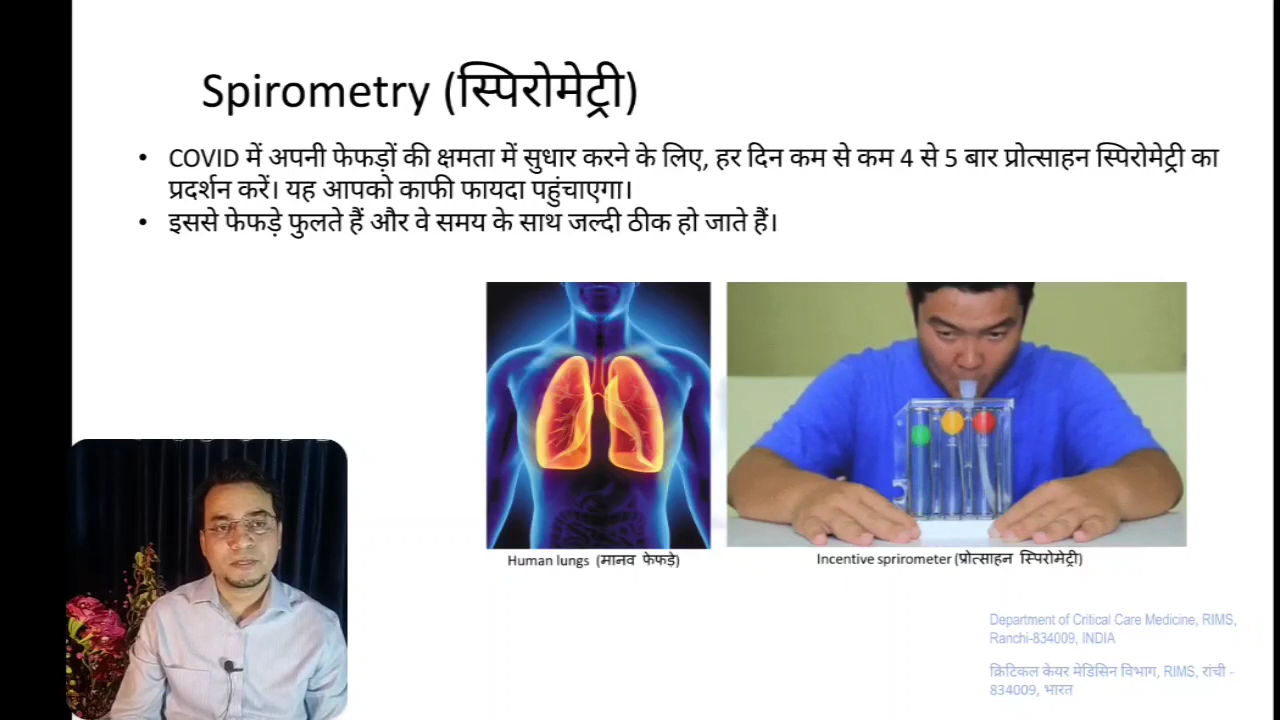 Spirometry (स्पिरोमेट्री)
• COVID में अपनी फेफड़ों की क्षमता में सुधार करने के लिए, हर दिन कम से कम 4 से 5 बार प्रोत्साहन स्पिरोमेट्री का
प्रदर्शन करें। यह आपको काफी फायदा पहुंचाएगा।
• इससे फेफड़े फुलते हैं और वे समय के साथ जल्दी ठीक हो जाते हैं।
Human lungs (मानव फेफड़े)
Incentive sprirometer (प्रोत्साहन स्पिरोमेट्री)
Department of Critical Care Medicine, RIMS,
Ranchi-834009, INDIA
क्रिटिकल केयर मेडिसिन विभाग, RIMS, रांची -
834009, भारत